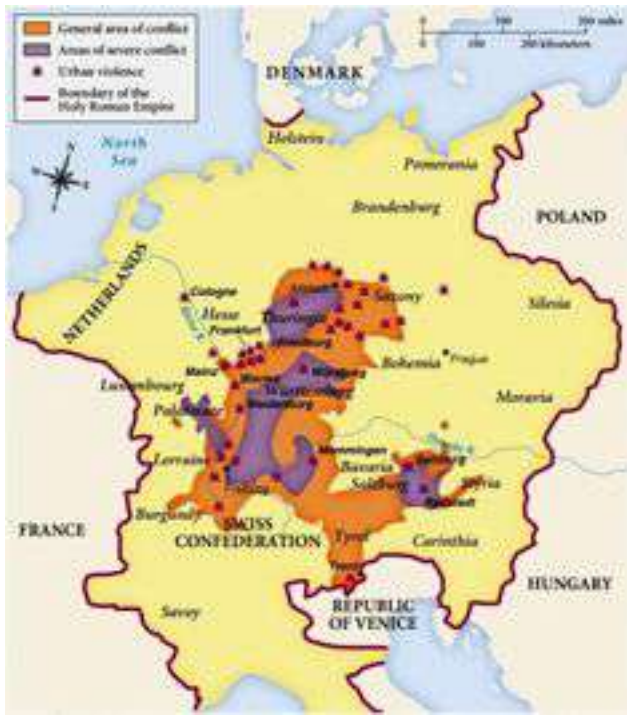 General area of conflict
Areas of severe conflict
Urban violence
Boundary of the
Holy Roman Empire
100
200 miles
100
200 kilometers
DENMARK
North
Sea
Holstein
Pomerania
Brandenburg
POLAND
NETHERLANDS
Cologne
Hesse
Saxony
Silesia
Thuringia
Frankfurt
Bohemia
Prague
Mainz
Luxembourg
Moravia
Palatinate
Memmingen
Lorraine
Bavaria
Salzburg
Styria
Burgundy
SWISS
CONFEDERATION
Tyrol
Carinthia
FRANCE
HUNGARY
REPUBLIC
OF VENICE
Savoy